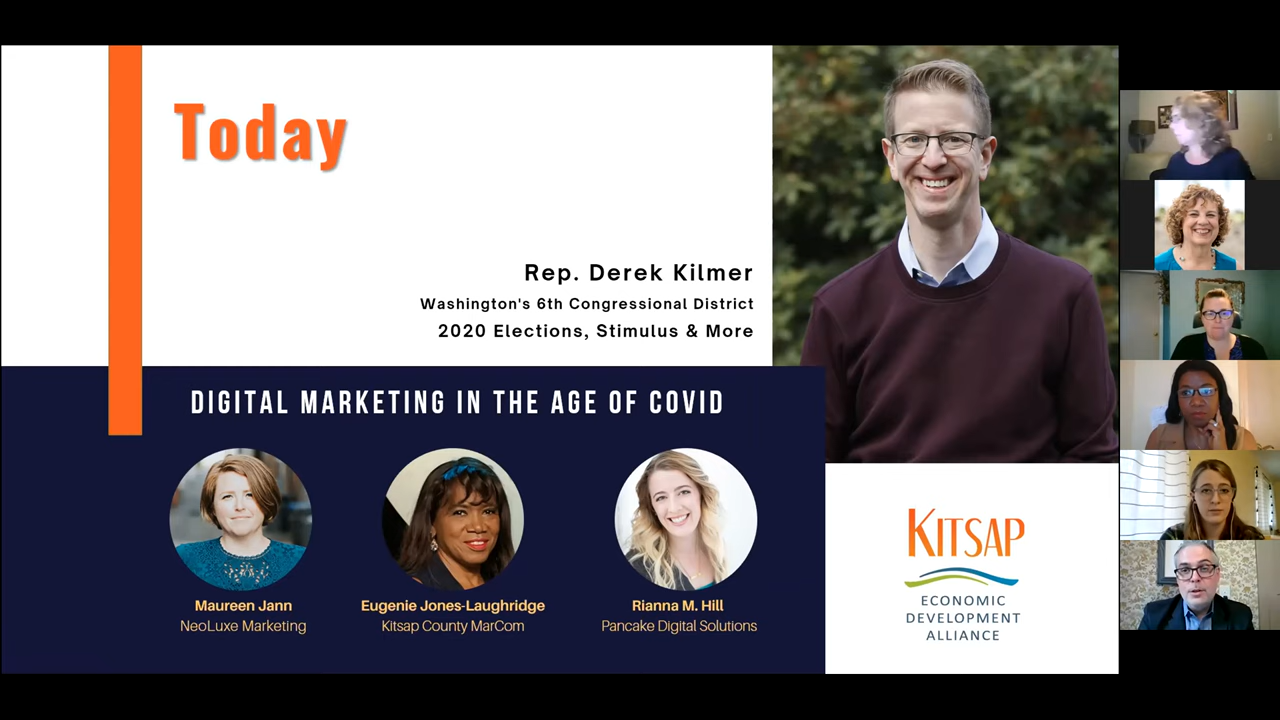 Today
Rep. Derek Kilmer
Washington's 6th Congressional District
2020 Elections, Stimulus & More
DIGITAL MARKETING IN THE AGE OF COVID
Maureen Jann
NeoLuxe Marketing
Eugenie Jones-Laughridge
Kitsap County MarCom
Rianna M. Hill
Pancake Digital Solutions
KITSAP
ECONOMIC
DEVELOPMENT
ALLIANCE